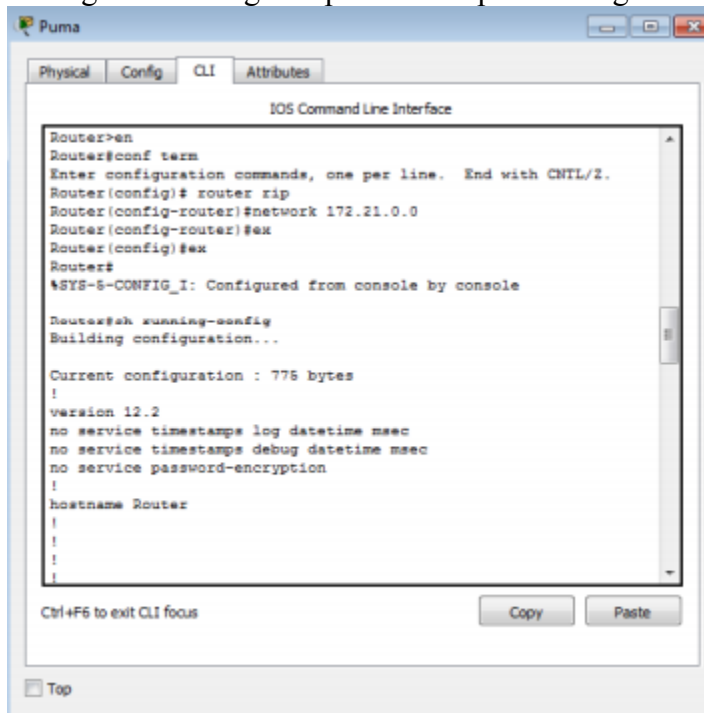 Puma
Physical Config CLI Attributes
IOS Command Line Interface
Router>en
Router#conf term
Enter configuration commands, one per line. End with CNTL/Z.
Router(config)# router rip
Router(config-router)#network 172.21.0.0
Router(config-router)#ex
Router(config)#ex
Router#
%SYS-5-CONFIG_I: Configured from console by console
Router#sh running-config
Building configuration...
Current configuration : 775 bytes
!
version 12.2
no service timestamps log datetime msec
no service timestamps debug datetime msec
no service password-encryption
!
hostname Router
!
!
!
!
Ctrl+F6 to exit CLI focus Copy Paste
Top